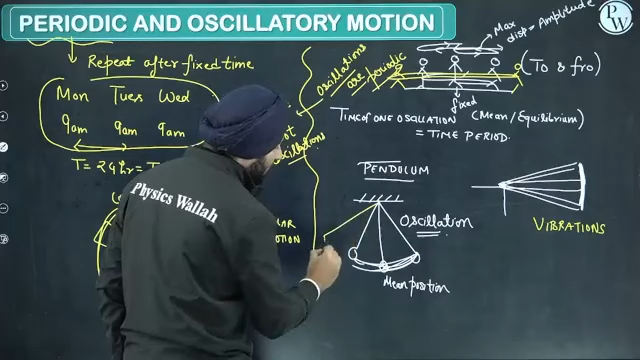 PERIODIC AND OSCILLATORY MOTION
PW
Max
disp = Amplitude
Repeat after fixed time
Oscillations
are periodic
(To & fro)
fixed
Mon Tues Wed
9am 9am 9am
T = 24 hr = T
TIME OF ONE OSCILLATION (Mean/Equilibrium)
= TIME PERIOD.
PENDULUM
Physics Wallah
Oscillation
VIBRATIONS
Mean position